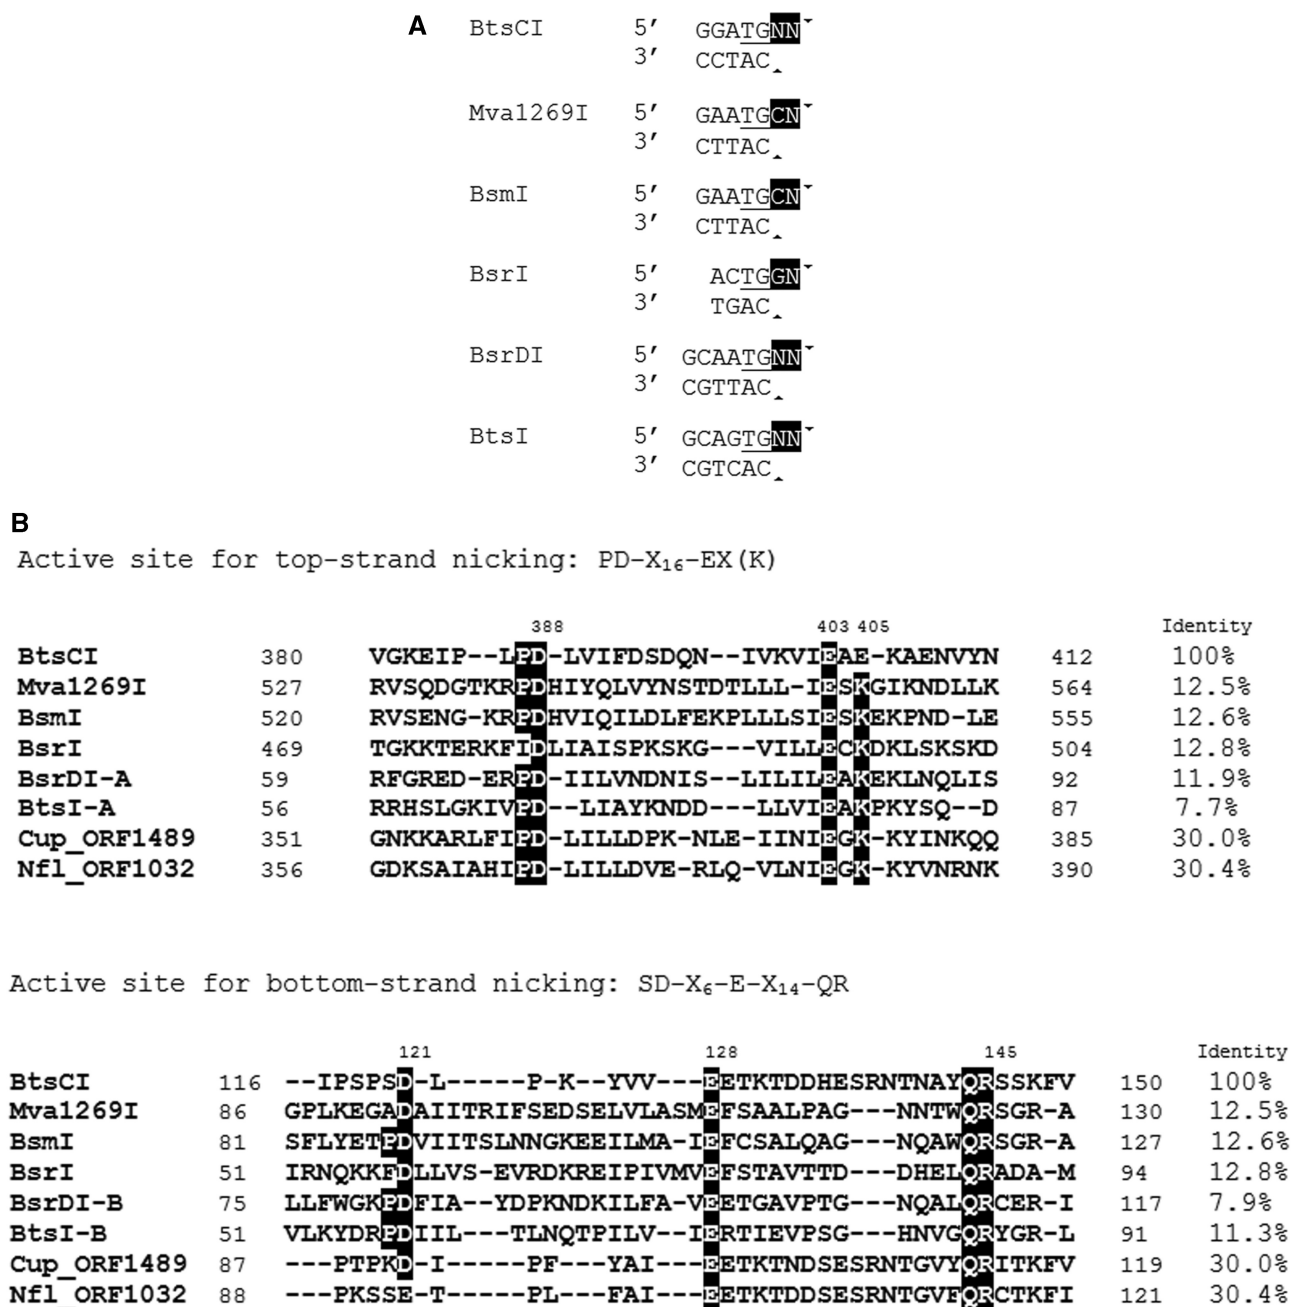 A BtsCI 5′ GGATGNN
3′ CCTAC
Mva1269I 5′ GAATGCN
3′ CTTAC
BsmI 5′ GAATGCN
3′ CTTAC
BsrI 5′ ACTGGN
3′ TGAC
BsrDI 5′ GCAATGNN
3′ CGTTAC
BtsI 5′ GCAGTGNN
3′ CGTCAC
B
Active site for top-strand nicking: PD-X₁₆-EX(K)
388 403 405 Identity
BtsCI 380 VGKEIP--LPD-LVIFDSDQN--IVKVIEAE-KAENVYN 412 100%
Mva1269I 527 RVSQDGTKRPDHIYQLVYNSTDTLLL-IESKGIKNDLLK 564 12.5%
BsmI 520 RVSENG-KRPDHVIQILDLFEKPLLLSIESKEKPND-LE 555 12.6%
BsrI 469 TGKKTERKFIDLIAISPKSKG---VILLECKDKLSKSKD 504 12.8%
BsrDI-A 59 RFGRED-ERPD-IILVNDNIS--LILILEAKEKLNQLIS 92 11.9%
BtsI-A 56 RRHSLGKIVPD--LIAYKNDD---LLVIEAKPKYSQ--D 87 7.7%
Cup_ORF1489 351 GNKKARLFIPD-LILLDPK-NLE-IINIEGK-KYINKQQ 385 30.0%
Nfl_ORF1032 356 GDKSAIAHIPD-LILLDVE-RLQ-VLNIEGK-KYVNRNK 390 30.4%
Active site for bottom-strand nicking: SD-X₆-E-X₁₄-QR
121 128 145 Identity
BtsCI 116 --IPSPSD-L-----P-K--YVV---EETKTDDHESRNTNAYQRSSKFV 150 100%
Mva1269I 86 GPLKEGADAIITRIFSEDSELVLASMEFSAALPAG---NNTWQRSGR-A 130 12.5%
BsmI 81 SFLYETPDVIITSLNNGKEEILMA-IEFCSALQAG---NQAWQRSGR-A 127 12.6%
BsrI 51 IRNQKKFDLLVS-EVRDKREIPIVMVEFSTAVTTD---DHELQRADA-M 94 12.8%
BsrDI-B 75 LLFWGKPDFIA--YDPKNDKILFA-VEETGAVPTG---NQALQRCER-I 117 7.9%
BtsI-B 51 VLKYDRPDIIL---TLNQTPILV--IERTIEVPSG---HNVGQRYGR-L 91 11.3%
Cup_ORF1489 87 ---PTPKD-I-----PF---YAI---EETKTNDSESRNTGVYQRITKFV 119 30.0%
Nfl_ORF1032 88 ---PKSSE-T-----PL---FAI---EETKTDDSESRNTGVFQRCTKFI 121 30.4%